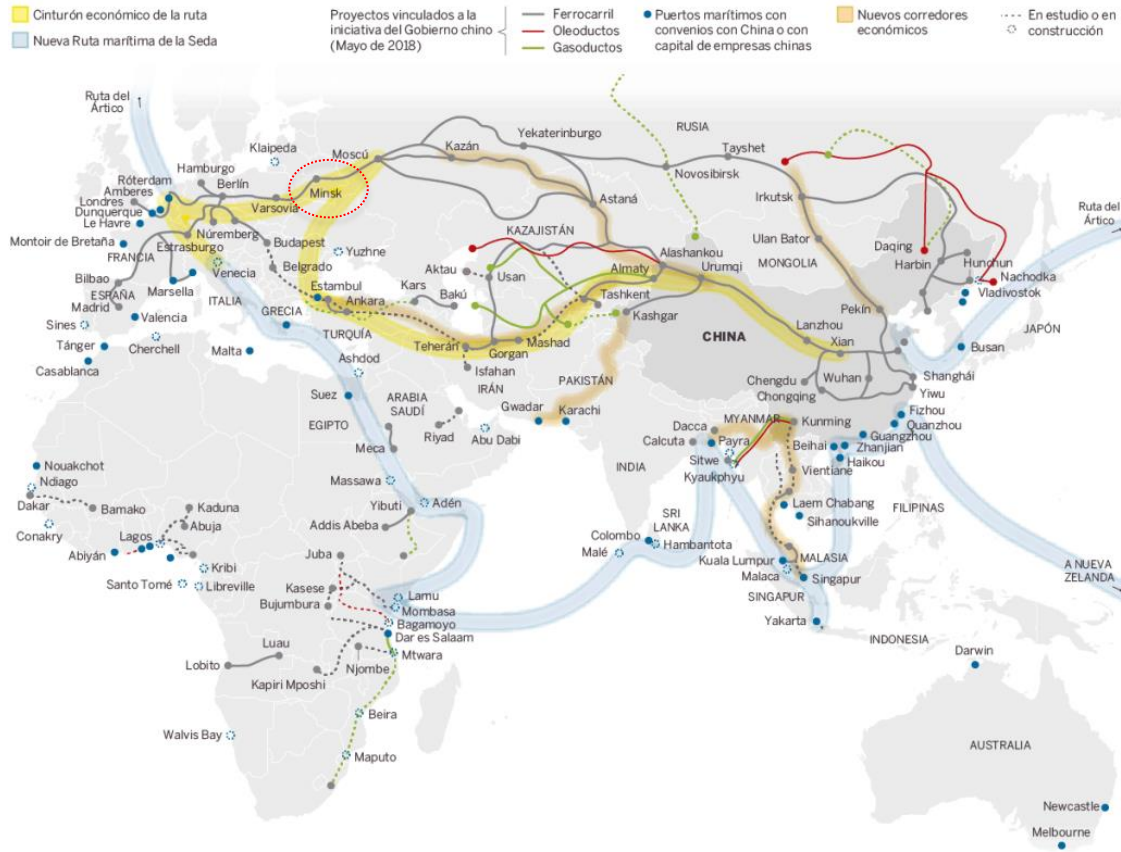 Cinturón económico de la ruta
Nueva Ruta marítima de la Seda
Proyectos vinculados a la
iniciativa del Gobierno chino
(Mayo de 2018)
Ferrocarril
Oleoductos
Gasoductos
Puertos marítimos con
convenios con China o con
capital de empresas chinas
Nuevos corredores
económicos
En estudio o en
construcción
Ruta del
Ártico
Klaipeda
Moscú
Kazán
Yekaterinburgo
RUSIA
Tayshet
Novosibirsk
Hamburgo
Berlín
Róterdam
Amberes
Londres
Dunquerque
Le Havre
Montoir de Bretaña
Minsk
Varsovia
Astaná
Irkutsk
Ruta del
Ártico
Núremberg
Estrasburgo
FRANCIA
Budapest
Yuzhne
KAZAJISTÁN
Alashankou
Ulan Bator
MONGOLIA
Daqing
Harbin
Hunchun
Nachodka
Vladivostok
Venecia
Belgrado
Aktau
Usan
Almaty
Urumqi
Bilbao
ESPAÑA
Madrid
Marsella
ITALIA
Estambul
Ankara
Kars
Bakú
Tashkent
Kashgar
Pekín
Sines
Valencia
GRECIA
TURQUÍA
CHINA
Lanzhou
Xian
JAPÓN
Tánger
Casablanca
Cherchell
Malta
Ashdod
Teherán
Gorgan
Mashad
Isfahan
IRÁN
PAKISTÁN
Busan
Chengdu
Wuhan
Chongqing
Shanghái
Yiwu
Suez
EGIPTO
ARABIA
SAUDÍ
Riyad
Abu Dabi
Gwadar
Karachi
Meca
Dacca
Calcuta
MYANMAR
Payra
Kunming
Fizhou
Quanzhou
Guangzhou
Beihai
Zhanjian
Haikou
INDIA
Sitwe
Kyaukphyu
Vientiane
Nouakchot
Ndiago
Dakar
Bamako
Conakry
Massawa
Adén
Yibuti
Addis Abeba
Laem Chabang
Sihanoukville
FILIPINAS
Kaduna
Abuja
Lagos
Abiyán
Colombo
SRI
LANKA
Hambantota
Malé
Kuala Lumpur
MALASIA
Malaca
Singapur
SINGAPUR
A NUEVA
ZELANDA
Kribi
Santo Tomé
Libreville
Juba
Kasese
Bujumbura
Lamu
Mombasa
Bagamoyo
Dar es Salaam
Mtwara
Yakarta
INDONESIA
Luau
Lobito
Kapiri Mposhi
Njombe
Darwin
Beira
Walvis Bay
Maputo
AUSTRALIA
Newcastle
Melbourne